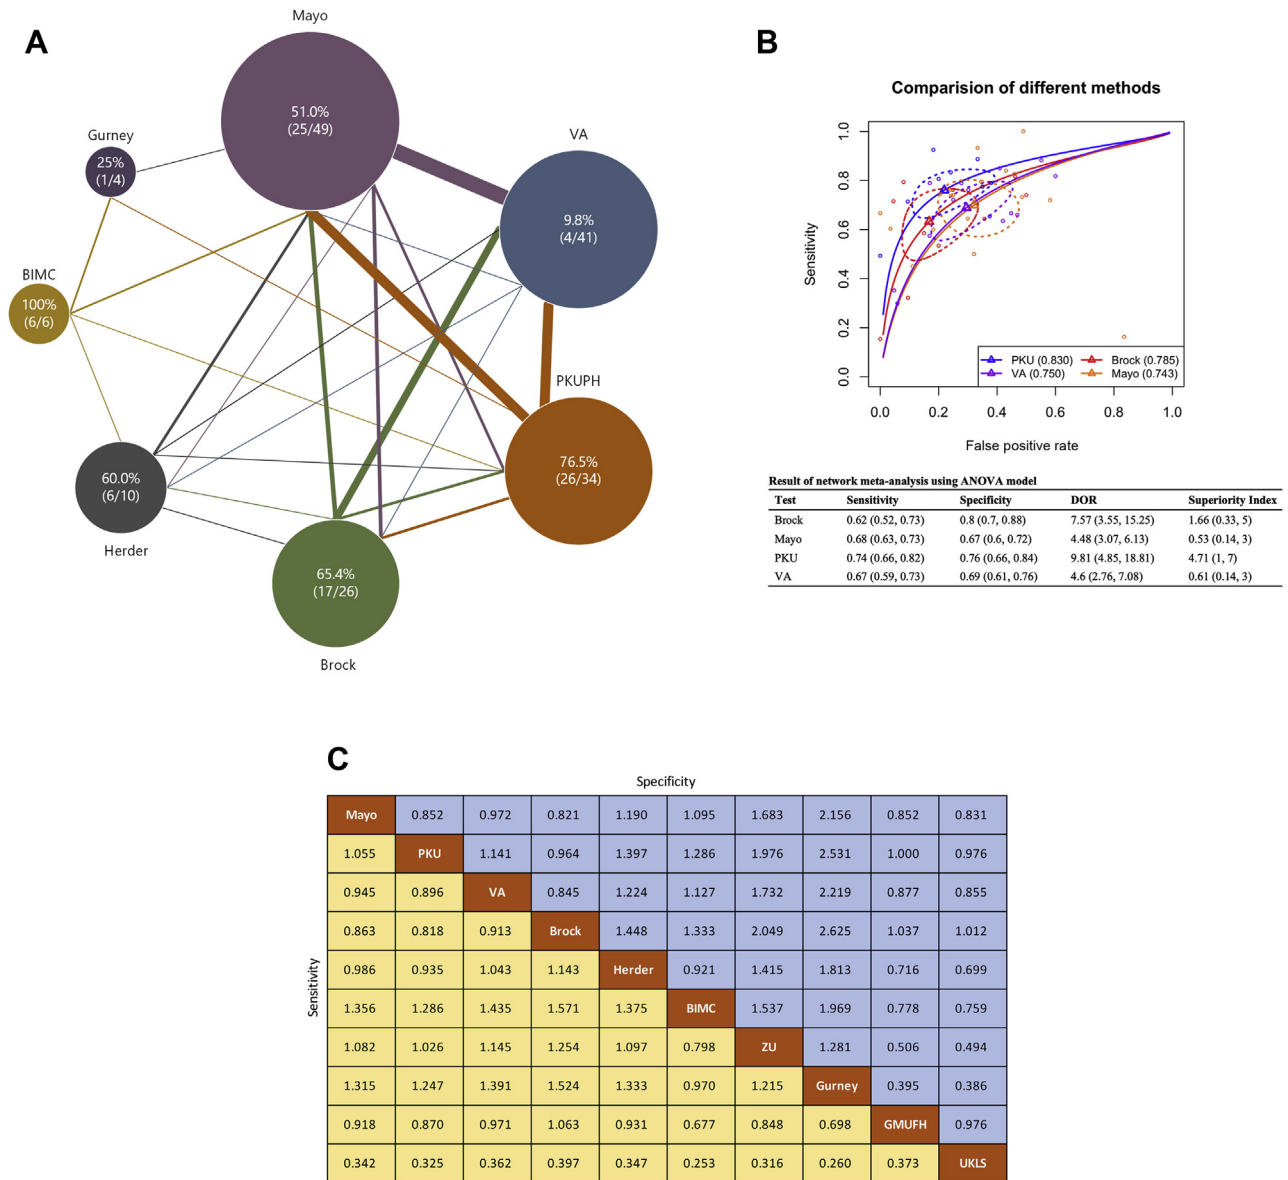 A
Mayo
51.0%
(25/49)
Gurney
25%
(1/4)
VA
9.8%
(4/41)
BIMC
100%
(6/6)
PKUPH
76.5%
(26/34)
60.0%
(6/10)
Herder
65.4%
(17/26)
Brock
B
Comparision of different methods
Sensitivity
1.0
0.8
0.6
0.4
0.2
0.0
PKU (0.830)
VA (0.750)
Brock (0.785)
Mayo (0.743)
0.0 0.2 0.4 0.6 0.8 1.0
False positive rate
Result of network meta-analysis using ANOVA model
Test Sensitivity Specificity DOR Superiority Index
Brock 0.62 (0.52, 0.73) 0.8 (0.7, 0.88) 7.57 (3.55, 15.25) 1.66 (0.33, 5)
Mayo 0.68 (0.63, 0.73) 0.67 (0.6, 0.72) 4.48 (3.07, 6.13) 0.53 (0.14, 3)
PKU 0.74 (0.66, 0.82) 0.76 (0.66, 0.84) 9.81 (4.85, 18.81) 4.71 (1, 7)
VA 0.67 (0.59, 0.73) 0.69 (0.61, 0.76) 4.6 (2.76, 7.08) 0.61 (0.14, 3)
C
Specificity
Sensitivity
Mayo 0.852 0.972 0.821 1.190 1.095 1.683 2.156 0.852 0.831
1.055 PKU 1.141 0.964 1.397 1.286 1.976 2.531 1.000 0.976
0.945 0.896 VA 0.845 1.224 1.127 1.732 2.219 0.877 0.855
0.863 0.818 0.913 Brock 1.448 1.333 2.049 2.625 1.037 1.012
0.986 0.935 1.043 1.143 Herder 0.921 1.415 1.813 0.716 0.699
1.356 1.286 1.435 1.571 1.375 BIMC 1.537 1.969 0.778 0.759
1.082 1.026 1.145 1.254 1.097 0.798 ZU 1.281 0.506 0.494
1.315 1.247 1.391 1.524 1.333 0.970 1.215 Gurney 0.395 0.386
0.918 0.870 0.971 1.063 0.931 0.677 0.848 0.698 GMUFH 0.976
0.342 0.325 0.362 0.397 0.347 0.253 0.316 0.260 0.373 UKLS